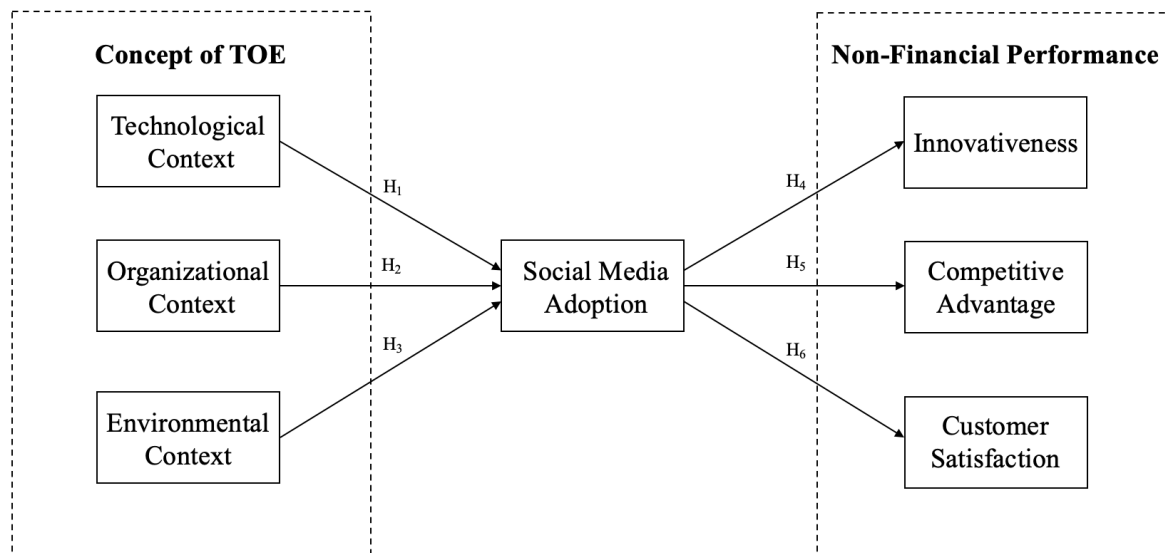 Concept of TOE
Technological
Context
Organizational
Context
Environmental
Context
H₁
H₂
H₃
Social Media
Adoption
H₄
H₅
H₆
Non-Financial Performance
Innovativeness
Competitive
Advantage
Customer
Satisfaction